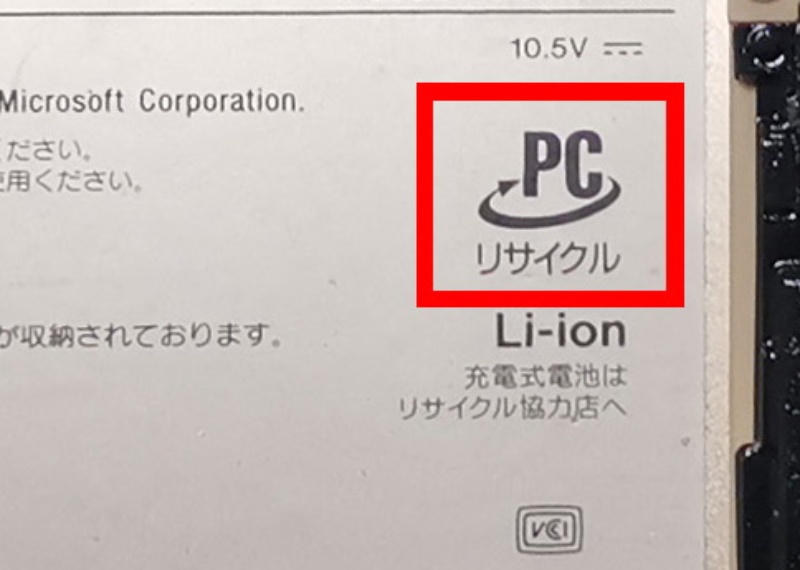 10.5V
Microsoft Corporation.
ださい。
使用ください。
PC
リサイクル
が収納されております。
Li-ion
充電式電池は
リサイクル協力店へ
VCI